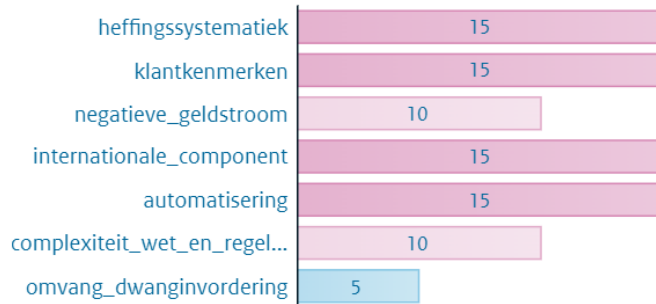 heffingssystematiek 15
klantkenmerken 15
negatieve_geldstroom 10
internationale_component 15
automatisering 15
complexiteit_wet_en_regel... 10
omvang_dwanginvordering 5